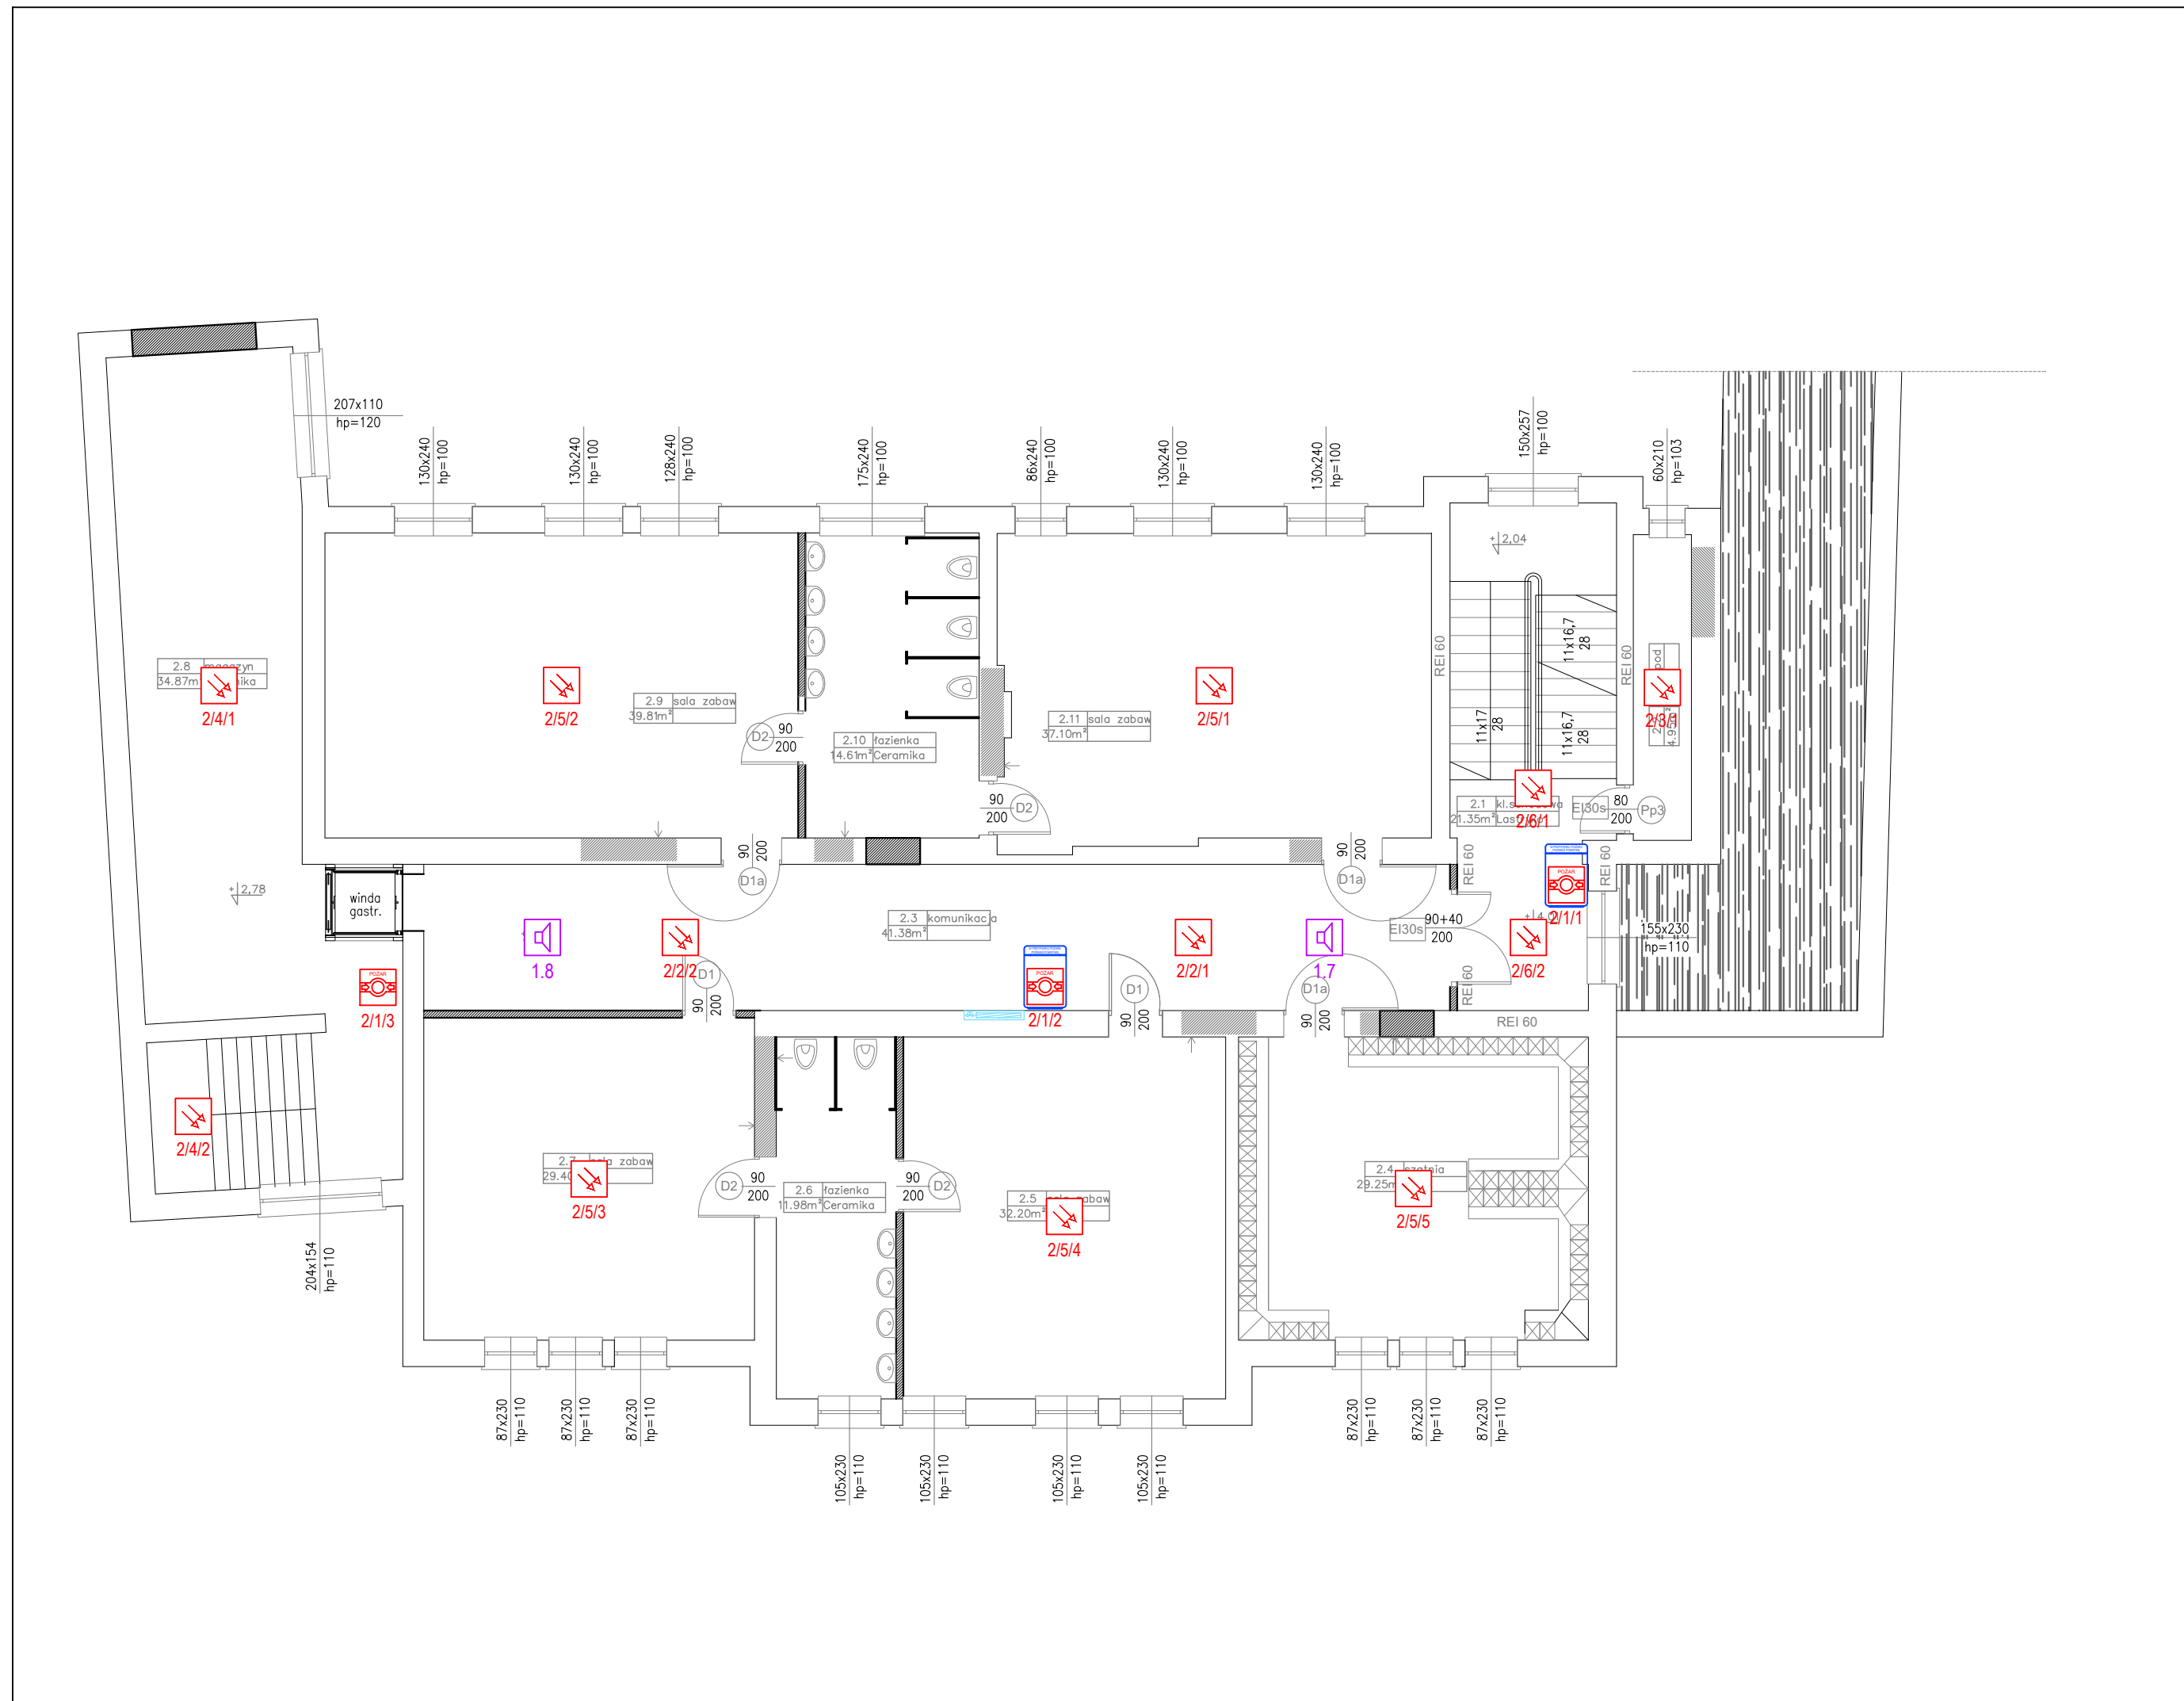 207x110
hp=120
130x240
hp=100
130x240
hp=100
128x240
hp=100
175x240
hp=100
86x240
hp=100
130x240
hp=100
130x240
hp=100
150x257
hp=100
60x210
hp=103
+ 2,04
REI 60
REI 60
11x17
28
11x16,7
28
11x16,7
28
2.8 magazyn
34.87m
2/4/1
2/5/2
2.9 sala zabaw
39.81m²
D2
90
200
2.10 łazienka
14.61m² Ceramika
2/5/1
2.11 sala zabaw
37.10m²
90
200
D2
pod
4.95m²
2/3/1
2.1
21.35m²
2/6/1
EI30s
80
200
Pp3
90
200
D1a
90
200
D1a
REI 60
REI 60
POŻAR
2/1/1
+ 2,78
winda
gastr.
2.3 komunikacja
41.38m²
1.8
2/2/2
D1
90
200
POŻAR
2/1/2
2/2/1
1.7
EI30s
90+40
200
2/6/2
155x230
hp=110
POŻAR
2/1/3
D1
90
200
D1a
90
200
REI 60
REI 60
2/4/2
2.7 sala zabaw
29.40
2/5/3
D2
90
200
2.6 łazienka
11.98m² Ceramika
90
200
D2
2.5 sala zabaw
32.20m²
2/5/4
2.4 szatnia
29.25m
2/5/5
204x154
hp=110
87x230
hp=110
87x230
hp=110
87x230
hp=110
105x230
hp=110
105x230
hp=110
105x230
hp=110
105x230
hp=110
87x230
hp=110
87x230
hp=110
87x230
hp=110